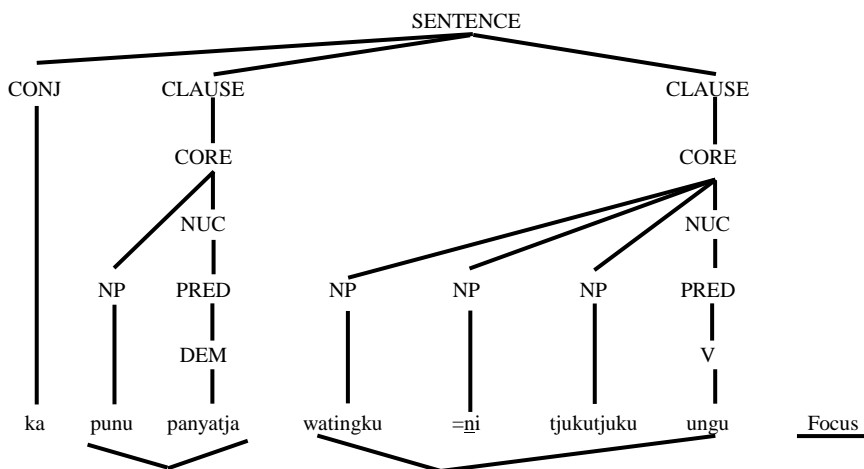 SENTENCE
CONJ CLAUSE CLAUSE
CORE CORE
NUC NUC
NP PRED NP NP NP PRED
DEM V
ka punu panyatja watingku =ṉi tjukutjuku ungu Focus